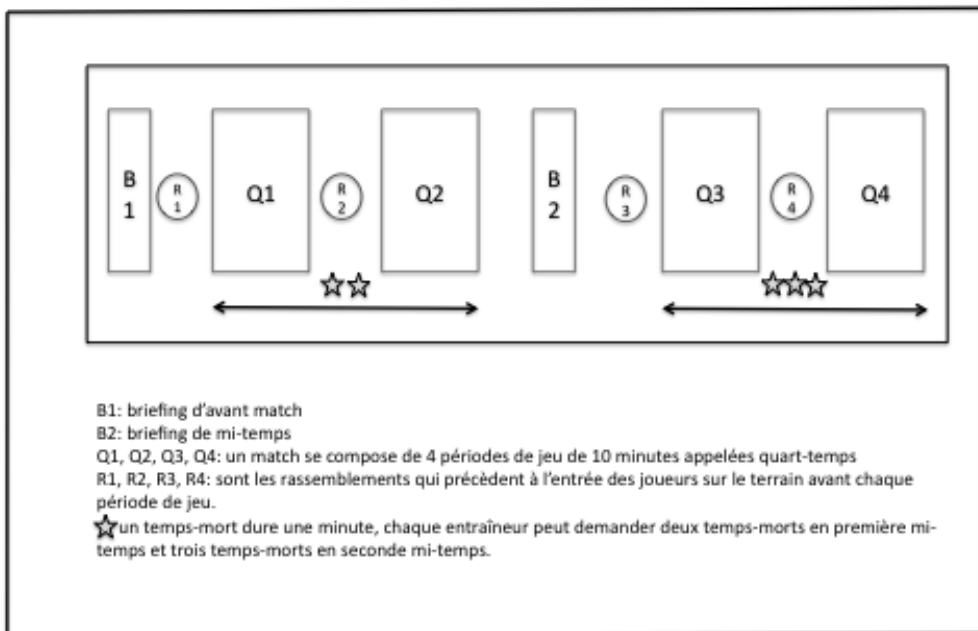 B
1
R
1
Q1
R
2
Q2
B
2
R
3
Q3
R
4
Q4
B1: briefing d'avant match
B2: briefing de mi-temps
Q1, Q2, Q3, Q4: un match se compose de 4 périodes de jeu de 10 minutes appelées quart-temps
R1, R2, R3, R4: sont les rassemblements qui précèdent à l'entrée des joueurs sur le terrain avant chaque
période de jeu.
un temps-mort dure une minute, chaque entraîneur peut demander deux temps-morts en première mi-
temps et trois temps-morts en seconde mi-temps.